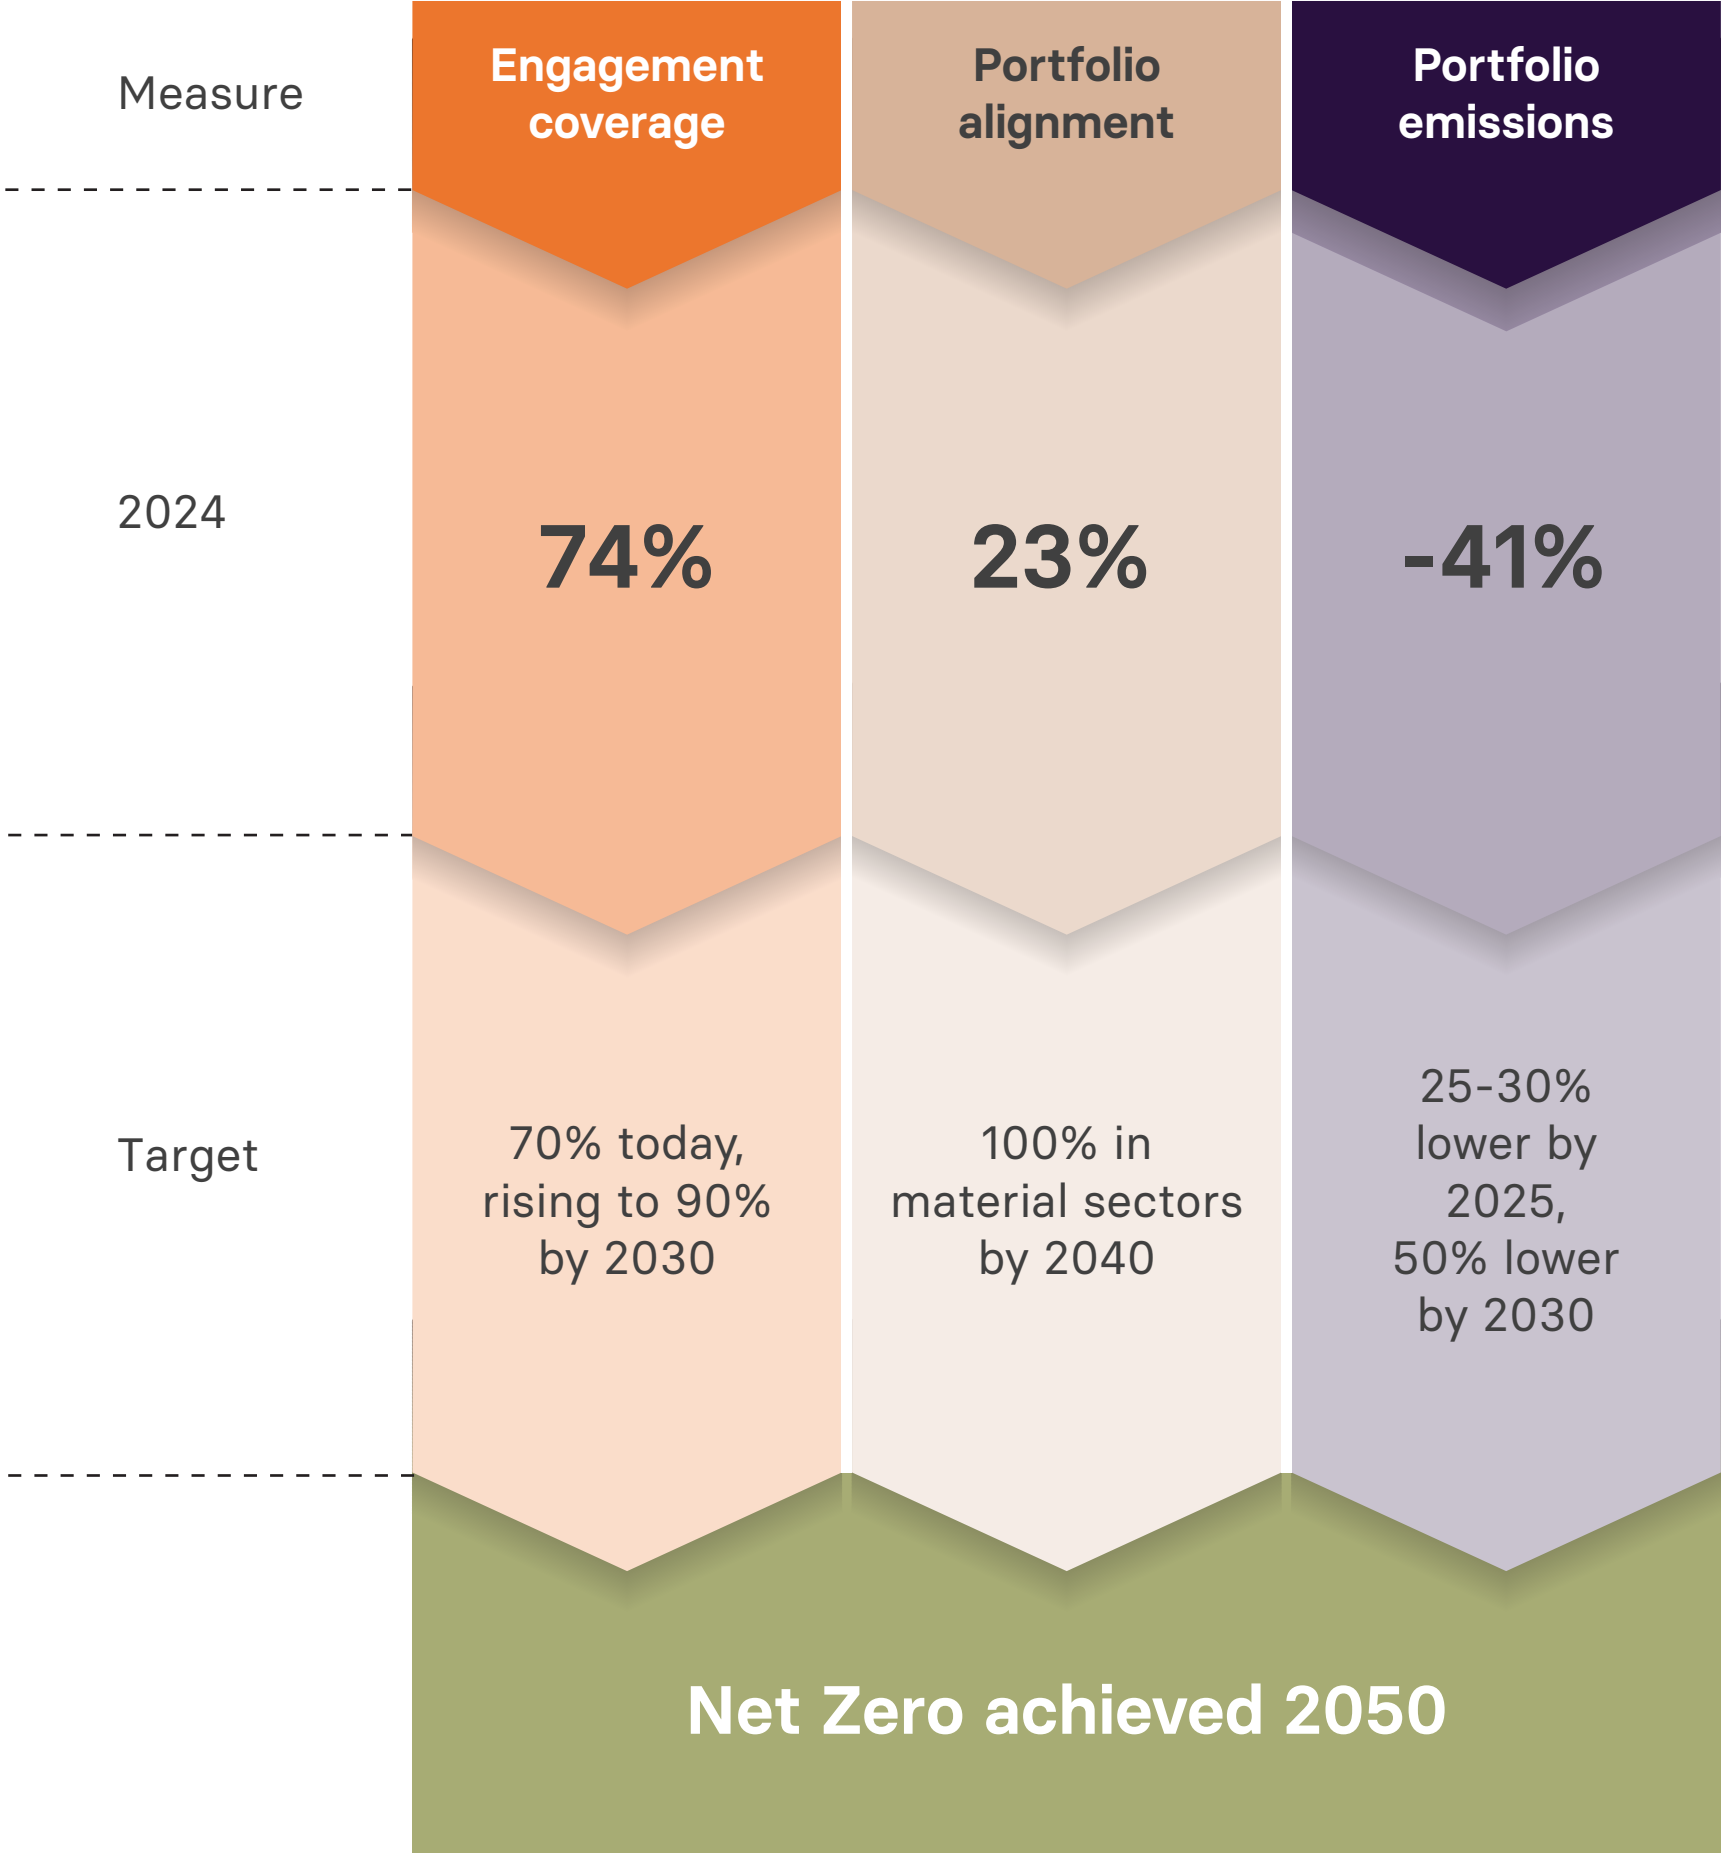 Measure
Engagement
coverage
Portfolio
alignment
Portfolio
emissions
2024
74%
23%
-41%
Target
70% today,
rising to 90%
by 2030
100% in
material sectors
by 2040
25-30%
lower by
2025,
50% lower
by 2030
Net Zero achieved 2050